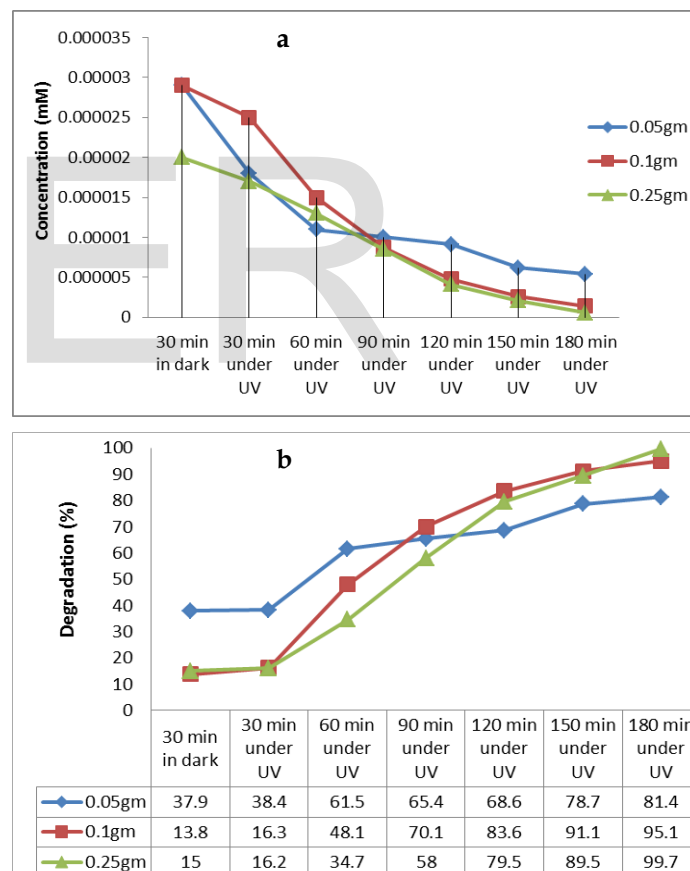 a
0.000035
0.00003
0.000025
0.00002
0.000015
0.00001
0.000005
0
Concentration (mM)
30 min in dark
30 min under UV
60 min under UV
90 min under UV
120 min under UV
150 min under UV
180 min under UV
0.05gm
0.1gm
0.25gm
ER
b
100
90
80
70
60
50
40
30
20
10
0
Degradation (%)
30 min in dark
30 min under UV
60 min under UV
90 min under UV
120 min under UV
150 min under UV
180 min under UV
0.05gm 37.9 38.4 61.5 65.4 68.6 78.7 81.4
0.1gm 13.8 16.3 48.1 70.1 83.6 91.1 95.1
0.25gm 15 16.2 34.7 58 79.5 89.5 99.7